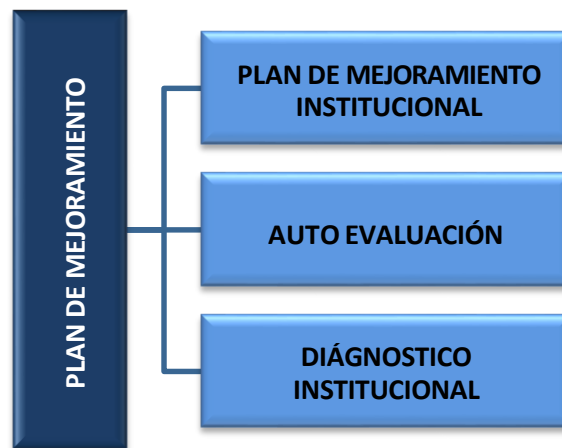 PLAN DE MEJORAMIENTO
PLAN DE MEJORAMIENTO
INSTITUCIONAL
AUTO EVALUACIÓN
DIÁGNOSTICO
INSTITUCIONAL